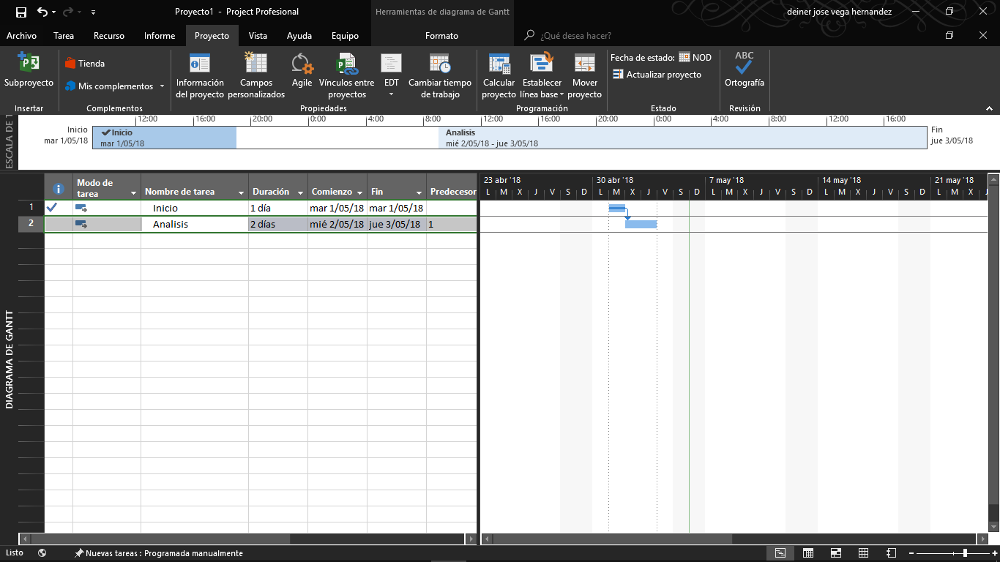 Proyecto1 - Project Profesional
Herramientas de diagrama de Gantt
deiner jose vega hernandez
Archivo Tarea Recurso Informe Proyecto Vista Ayuda Equipo Formato ¿Qué desea hacer?
Subproyecto
Tienda
Mis complementos
Información del proyecto
Campos personalizados
Agile
Vínculos entre proyectos
EDT
Cambiar tiempo de trabajo
Calcular proyecto
Establecer línea base
Mover proyecto
Fecha de estado: NOD
Actualizar proyecto
ABC
Ortografía
Insertar Complementos Propiedades Programación Estado Revisión
ESCALA DE
12:00 16:00 20:00 0:00 4:00 8:00 12:00 16:00 20:00 0:00 4:00 8:00 12:00 16:00
Inicio
mar 1/05/18
Inicio
mar 1/05/18
Analisis
mié 2/05/18 - jue 3/05/18
Fin
jue 3/05/18
Modo de tarea Nombre de tarea Duración Comienzo Fin Predecesor
1 Inicio 1 día mar 1/05/18 mar 1/05/18
2 Analisis 2 días mié 2/05/18 jue 3/05/18 1
23 abr '18 30 abr '18 7 may '18 14 may '18 21 may '18
L M X J V S D L M X J V S D L M X J V S D L M X J V S D L M X J
DIAGRAMA DE GANTT
Listo
Nuevas tareas : Programada manualmente